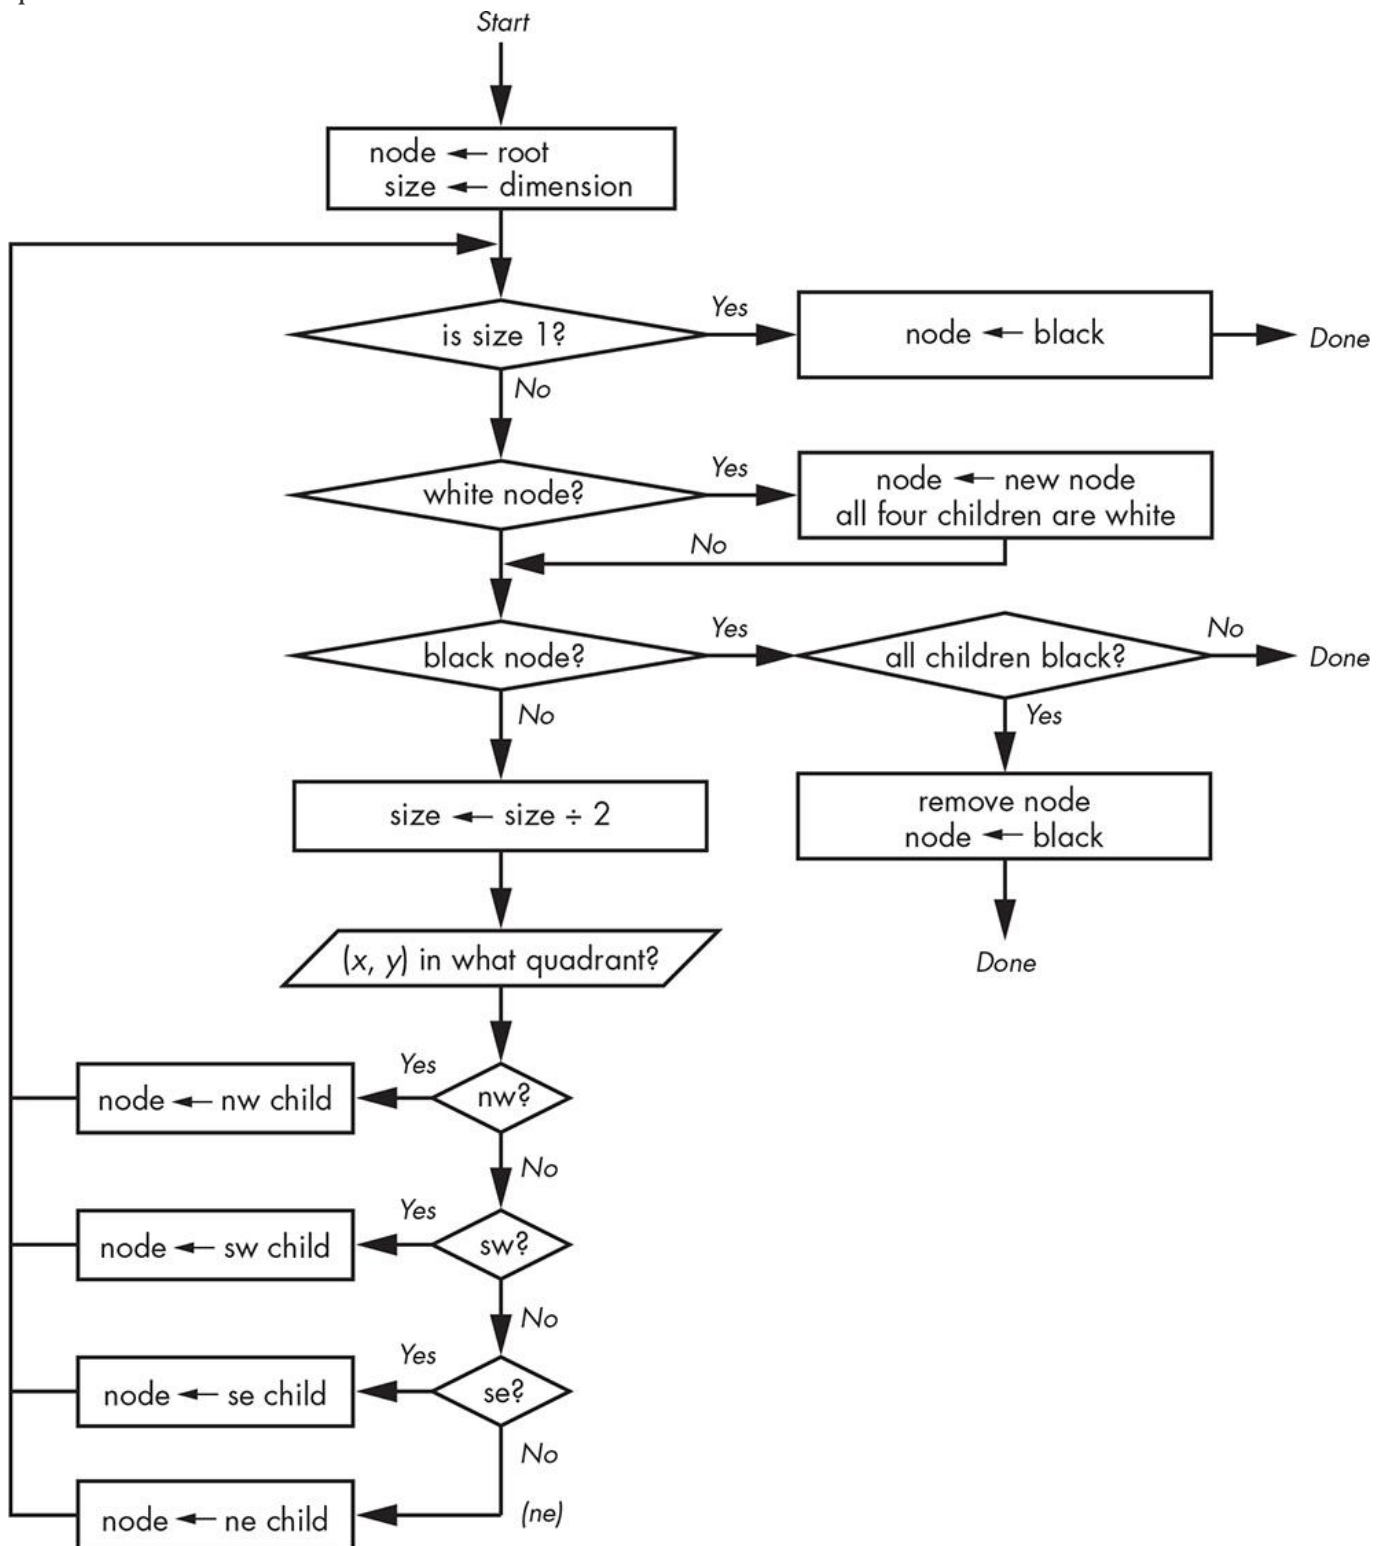 Start
node ← root
size ← dimension
is size 1?
Yes
node ← black
Done
No
white node?
Yes
node ← new node
all four children are white
No
black node?
Yes
all children black?
No
Done
No
Yes
size ← size ÷ 2
remove node
node ← black
(x, y) in what quadrant?
Done
nw?
Yes
node ← nw child
No
sw?
Yes
node ← sw child
No
se?
Yes
node ← se child
No
(ne)
node ← ne child